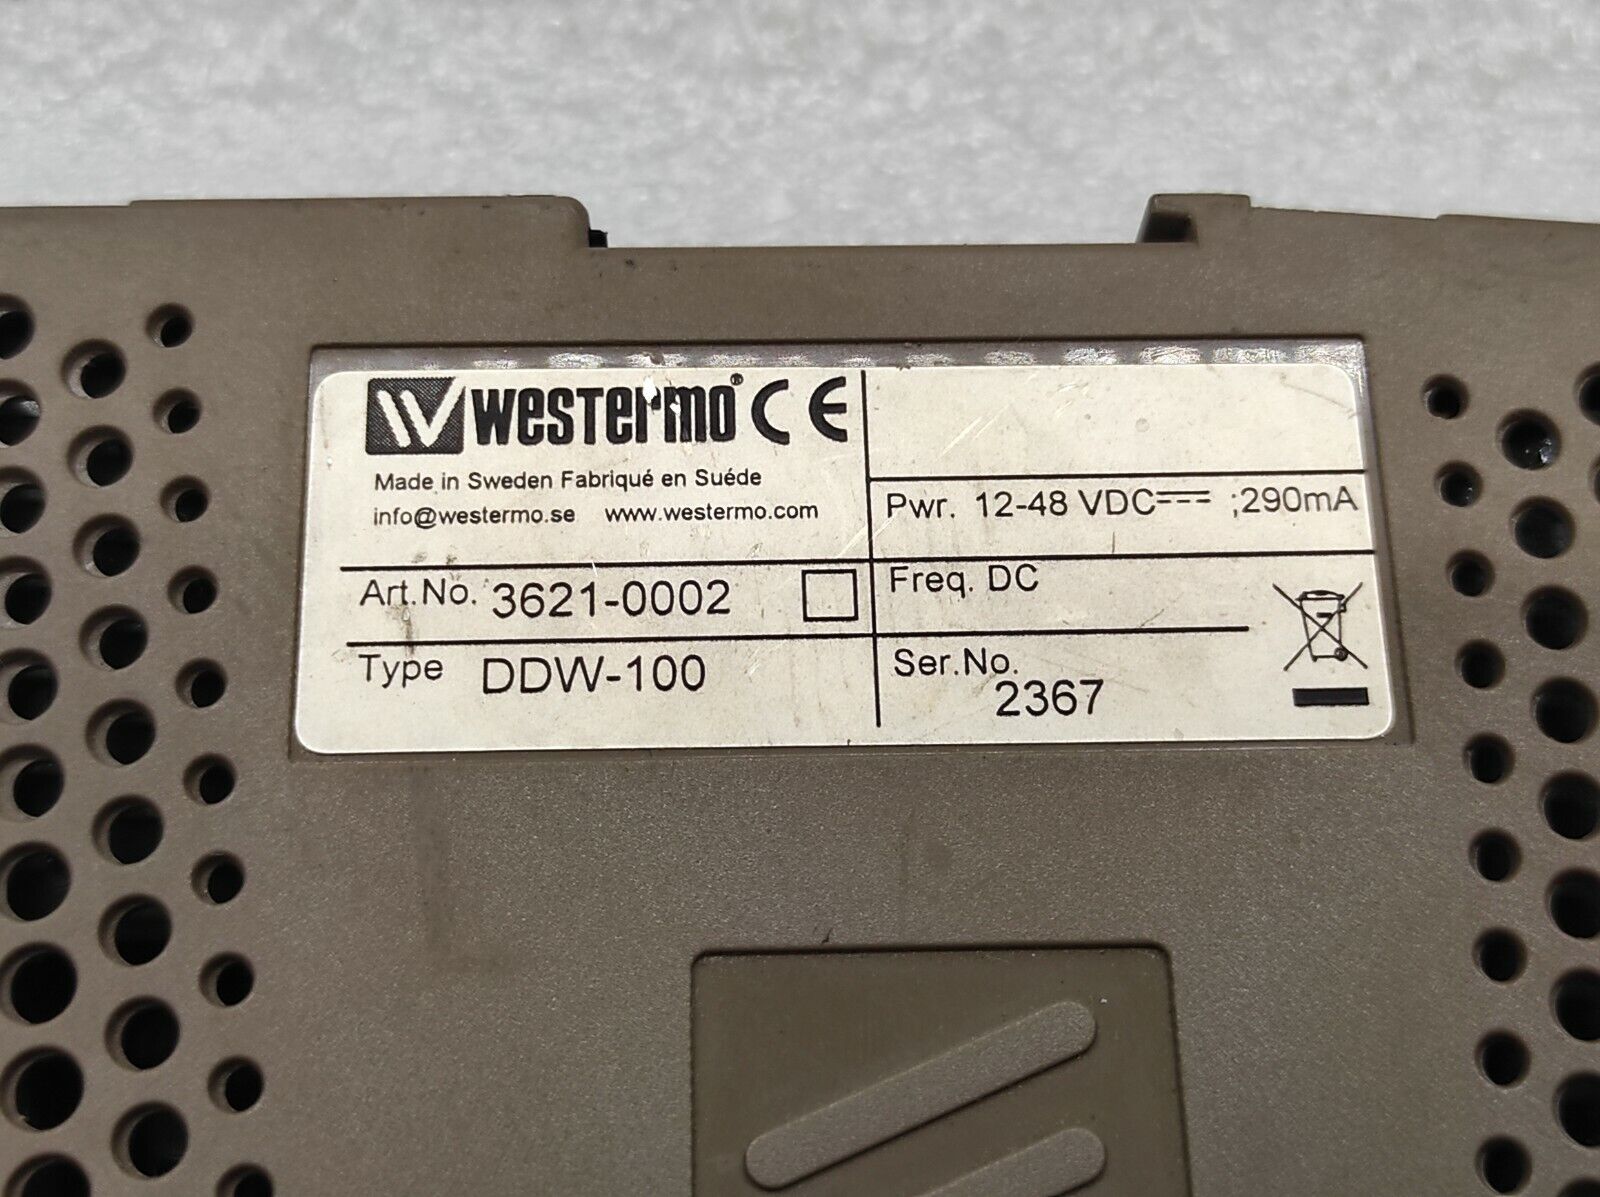 westermo® CE
Made in Sweden Fabriqué en Suéde
info@westermo.se www.westermo.com
Pwr. 12-48 VDC ;290mA
Art.No. 3621-0002
Freq. DC
Type DDW-100
Ser.No.
2367